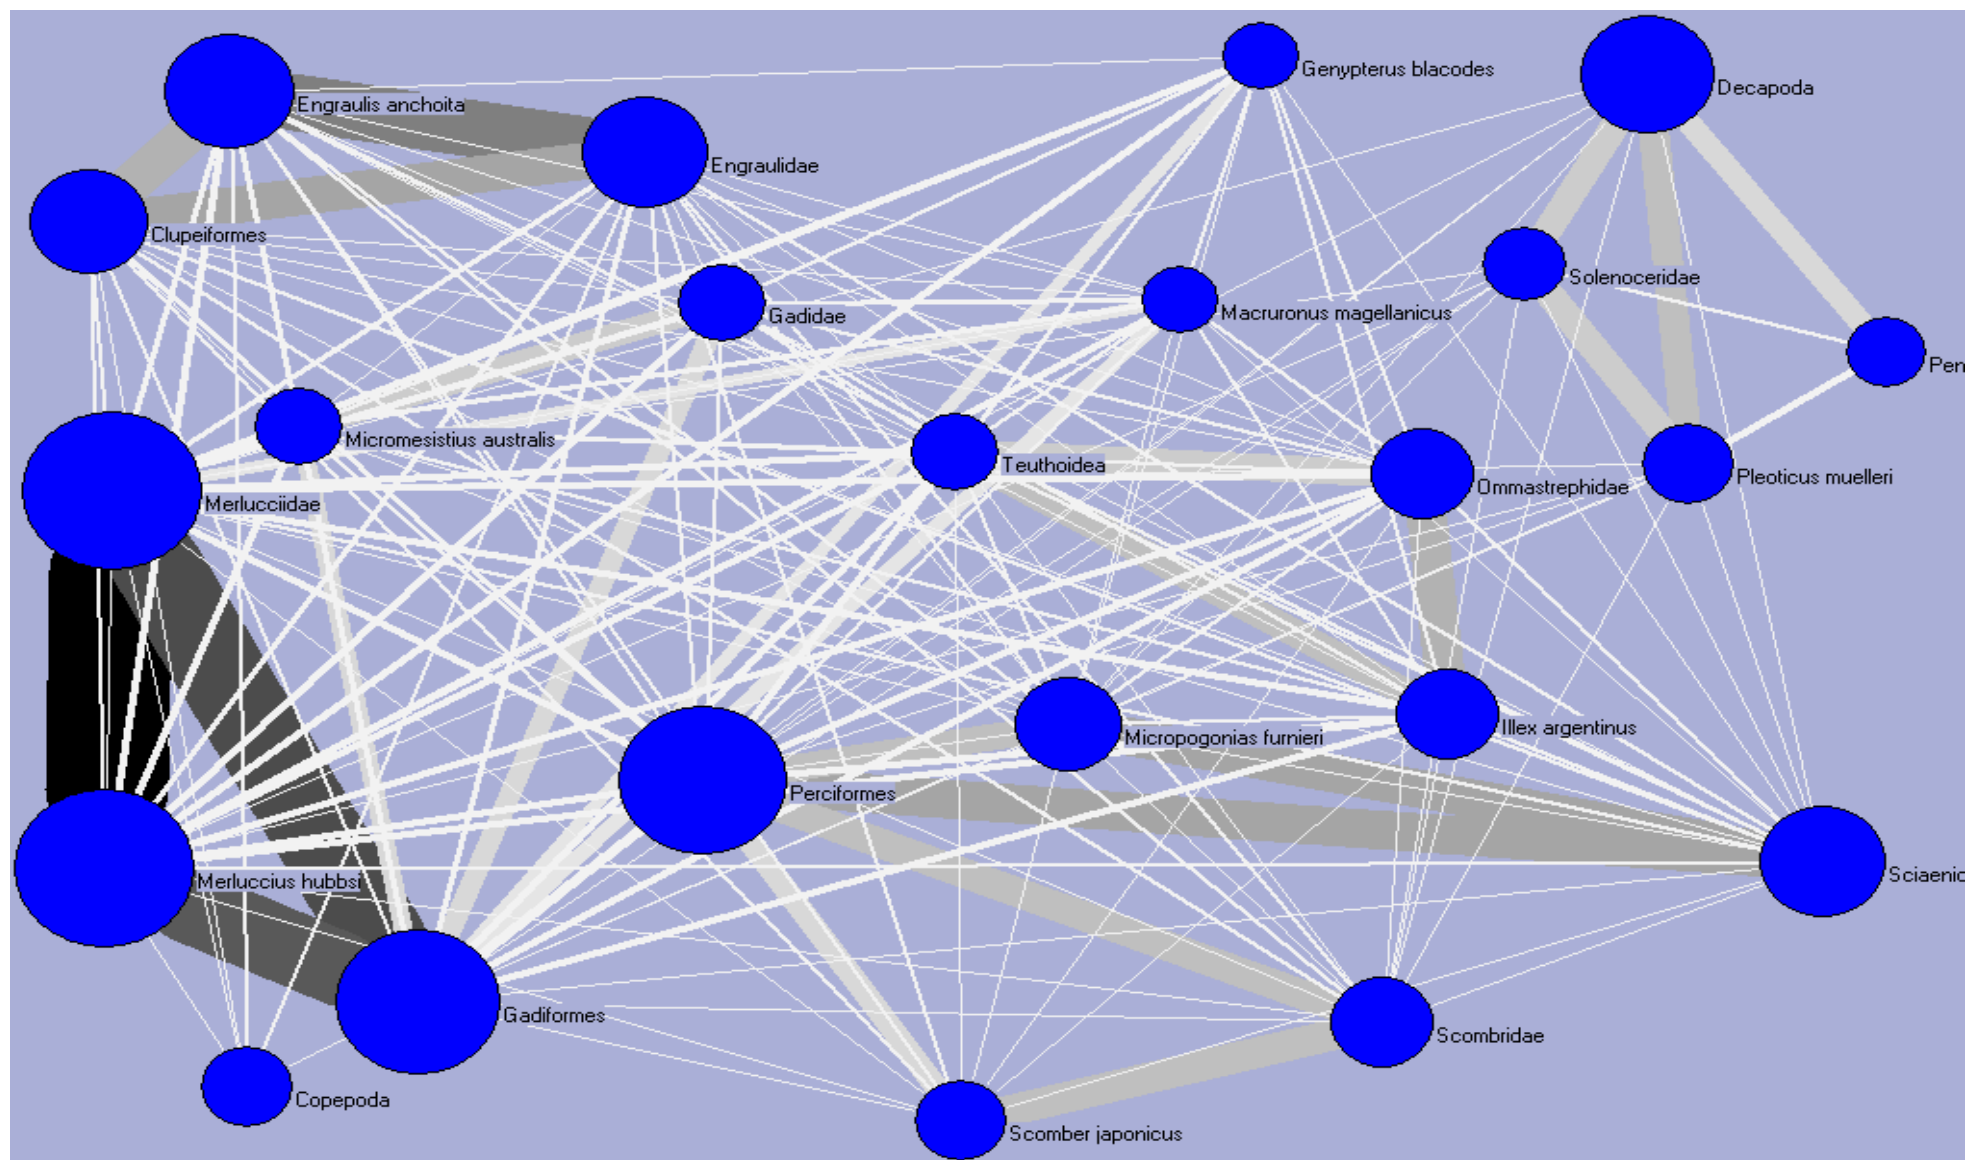 Genypterus blacodes
Decapoda
Engraulis anchoita
Engraulidae
Clupeiformes
Solenoceridae
Gadidae
Macruronus magellanicus
Pen
Micromesistius australis
Teuthoidea
Pleoticus muelleri
Ommastrephidae
Merlucciidae
Illex argentinus
Micropogonias furnieri
Perciformes
Sciaenic
Merluccius hubbsi
Gadiformes
Scombridae
Copepoda
Scomber japonicus